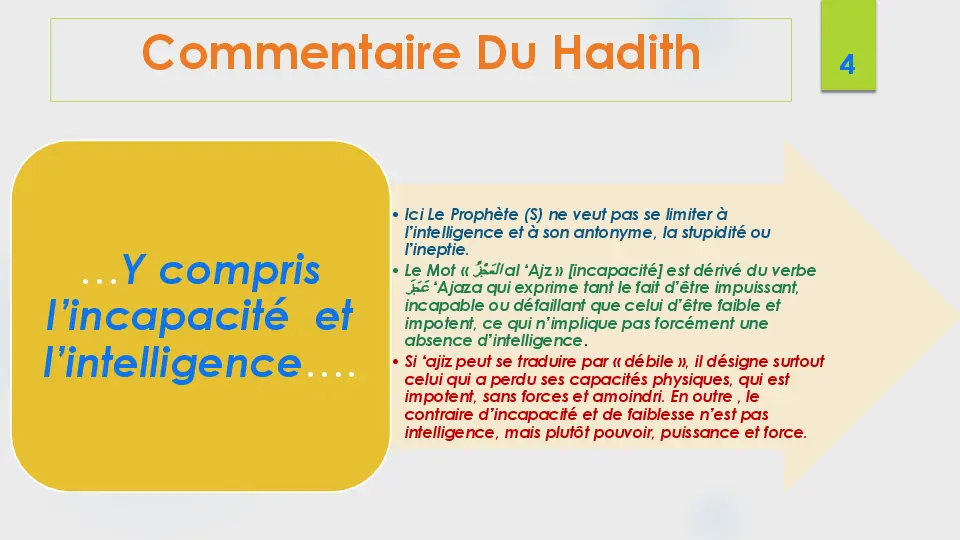 Commentaire Du Hadith
4
…Y compris
l’incapacité et
l’intelligence….
• Ici Le Prophète (S) ne veut pas se limiter à
l’intelligence et à son antonyme, la stupidité ou
l’ineptie.
• Le Mot « العَجْزُ al ‘Ajz » [incapacité] est dérivé du verbe
عَجَزَ ‘Ajaza qui exprime tant le fait d’être impuissant,
incapable ou défaillant que celui d’être faible et
impotent, ce qui n’implique pas forcément une
absence d’intelligence.
• Si ‘ajiz peut se traduire par « débile », il désigne surtout
celui qui a perdu ses capacités physiques, qui est
impotent, sans forces et amoindri. En outre , le
contraire d’incapacité et de faiblesse n’est pas
intelligence, mais plutôt pouvoir, puissance et force.